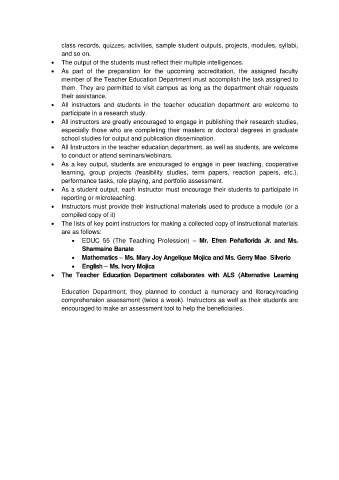 class records, quizzes, activities, sample student outputs, projects, modules, syllabi,
and so on.
• The output of the students must reflect their multiple intelligences.
• As part of the preparation for the upcoming accreditation, the assigned faculty
member of the Teacher Education Department must accomplish the task assigned to
them. They are permitted to visit campus as long as the department chair requests
their assistance.
• All instructors and students in the teacher education department are welcome to
participate in a research study.
• All instructors are greatly encouraged to engage in publishing their research studies,
especially those who are completing their masters or doctoral degrees in graduate
school studies for output and publication dissemination.
• All Instructors in the teacher education department, as well as students, are welcome
to conduct or attend seminars/webinars.
• As a key output, students are encouraged to engage in peer teaching, cooperative
learning, group projects (feasibility studies, term papers, reaction papers, etc.),
performance tasks, role playing, and portfolio assessment.
• As a student output, each instructor must encourage their students to participate in
reporting or microteaching.
• Instructors must provide their instructional materials used to produce a module (or a
compiled copy of it)
• The lists of key point instructors for making a collected copy of instructional materials
are as follows:
• EDUC 55 (The Teaching Profession) – Mr. Efren Peñaflorida Jr. and Ms.
Sharmaine Banate
• Mathematics – Ms. Mary Joy Angelique Mojica and Ms. Gerry Mae Silverio
• English – Ms. Ivory Mojica
• The Teacher Education Department collaborates with ALS (Alternative Learning
Education Department; they planned to conduct a numeracy and literacy/reading
comprehension assessment (twice a week). Instructors as well as their students are
encouraged to make an assessment tool to help the beneficiaries.